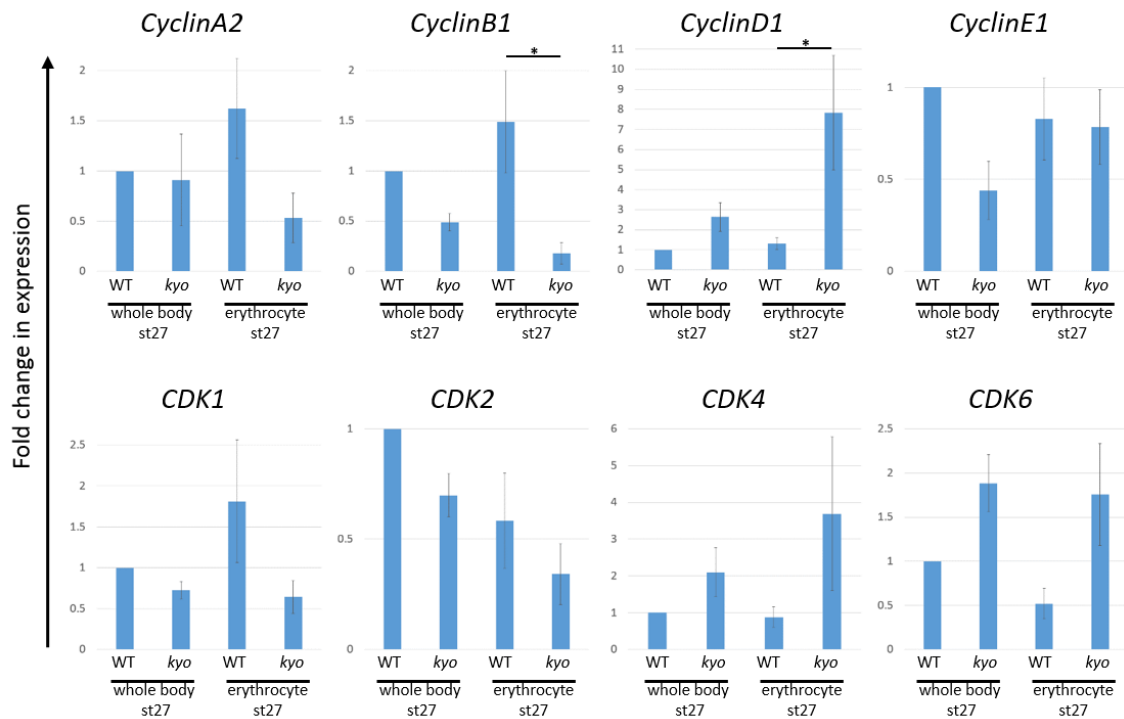 CyclinA2 CyclinB1 CyclinD1 CyclinE1
Fold change in expression
2
1.5
1
0.5
0
WT kyo WT kyo
whole body erythrocyte
st27 st27
*
2
1.5
1
0.5
0
WT kyo WT kyo
whole body erythrocyte
st27 st27
*
11
10
9
8
7
6
5
4
3
2
1
0
WT kyo WT kyo
whole body erythrocyte
st27 st27
1
0.5
0
WT kyo WT kyo
whole body erythrocyte
st27 st27
CDK1 CDK2 CDK4 CDK6
2.5
2
1.5
1
0.5
0
WT kyo WT kyo
whole body erythrocyte
st27 st27
1
0.5
0
WT kyo WT kyo
whole body erythrocyte
st27 st27
6
5
4
3
2
1
0
WT kyo WT kyo
whole body erythrocyte
st27 st27
2.5
2
1.5
1
0.5
0
WT kyo WT kyo
whole body erythrocyte
st27 st27